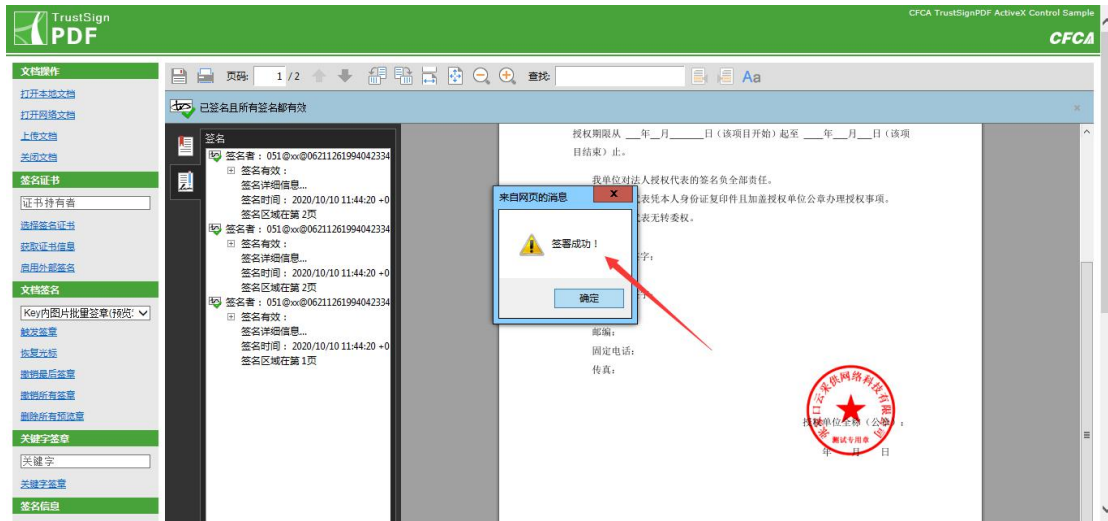 TrustSign
PDF
CFCA TrustSignPDF ActiveX Control Sample
CFCA
文档操作
打开本地文档
打开网络文档
上传文档
关闭文档
签名证书
证书持有者
选择签名证书
获取证书信息
启用外部签名
文档签名
Key内图片批量签章(预览:
触发签章
恢复光标
撤销最后签章
撤销所有签章
删除所有预览章
关键字签章
关键字
关键字签章
签名信息
页码: 1 / 2 查找: Aa
已签名且所有签名都有效 ×
签名
签名者： 051@xx@06211261994042334
签名有效：
签名详细信息...
签名时间： 2020/10/10 11:44:20 +0
签名区域在第 2页
签名者： 051@xx@06211261994042334
签名有效：
签名详细信息...
签名时间： 2020/10/10 11:44:20 +0
签名区域在第 2页
签名者： 051@xx@06211261994042334
签名有效：
签名详细信息...
签名时间： 2020/10/10 11:44:20 +0
签名区域在第 1页
授权期限从 ___年__月______日（该项目开始）起至 ____年__月__日（该项
目结束）止。
我单位对法人授权代表的签名负全部责任。
表凭本人身份证复印件且加盖授权单位公章办理授权事项。
表无转委权。
字：
邮编：
固定电话：
传真：
授权单位全称（公章）：
年 月 日
张家口云采供网络科技有限公司
测试专用章
来自网页的消息 X
签署成功！
确定